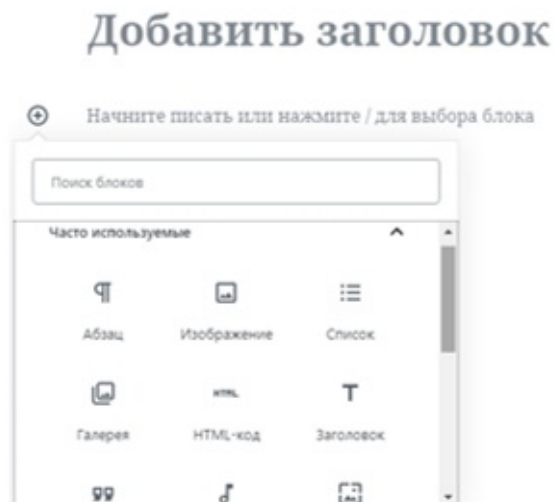 Добавить заголовок
Начните писать или нажмите / для выбора блока
Поиск блоков
Часто используемые
Абзац Изображение Список
HTML
Галерея HTML-код Заголовок